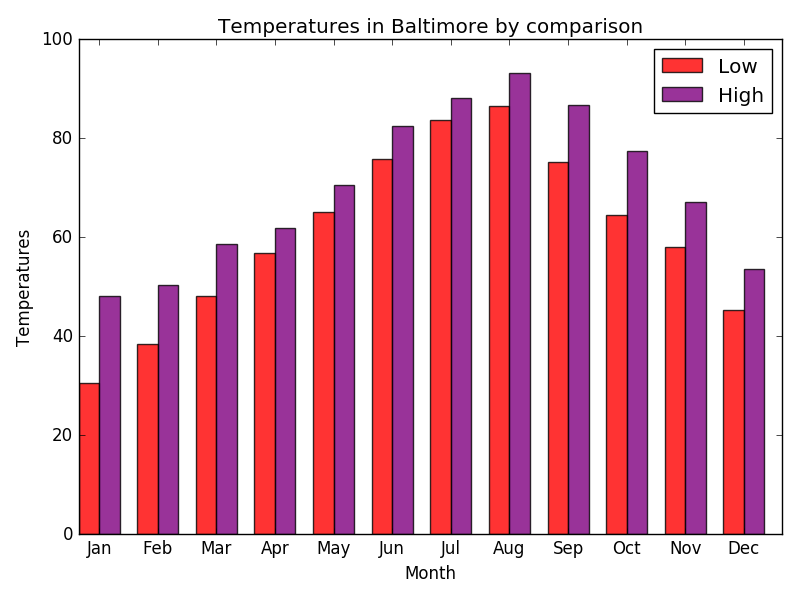 Temperatures in Baltimore by comparison
100
80
60
40
20
0
Temperatures
Low
High
Jan Feb Mar Apr May Jun Jul Aug Sep Oct Nov Dec
Month